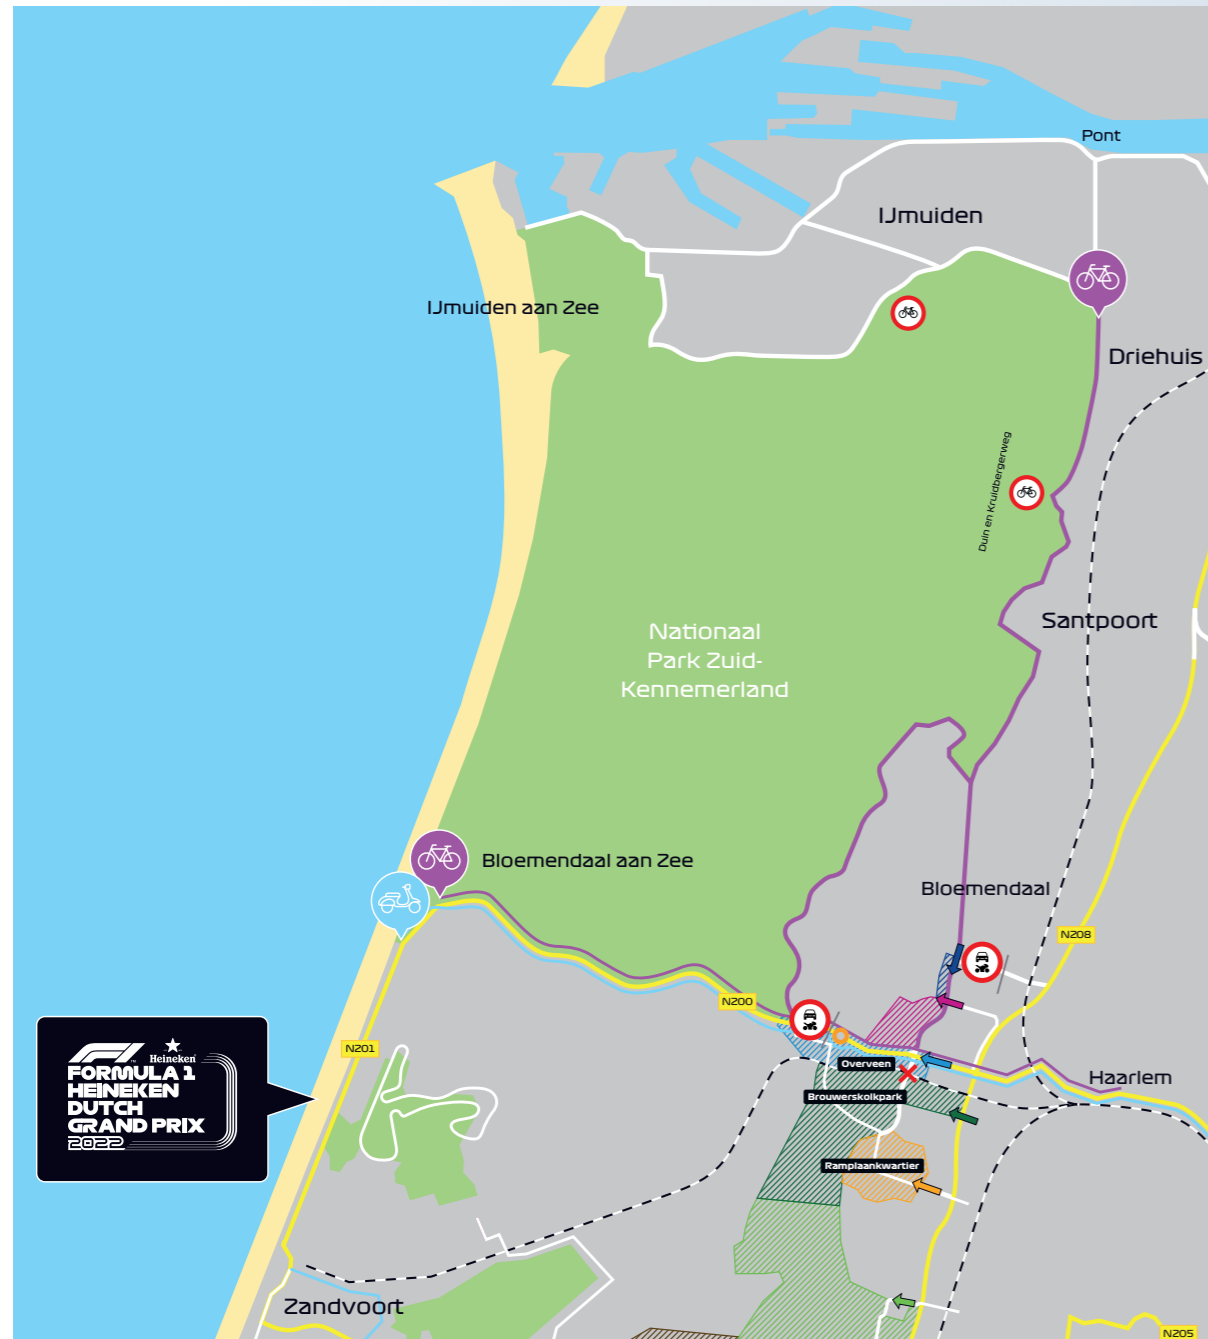 Pont
IJmuiden
IJmuiden aan Zee
Driehuis
Duin en Kruidbergerweg
Santpoort
Nationaal
Park Zuid-
Kennemerland
Bloemendaal aan Zee
Bloemendaal
N208
N200
N201
F1
Heineken
FORMULA 1
HEINEKEN
DUTCH
GRAND PRIX
2022
Overveen
Haarlem
Brouwerskolkpark
Ramplaankwartier
Zandvoort
N205